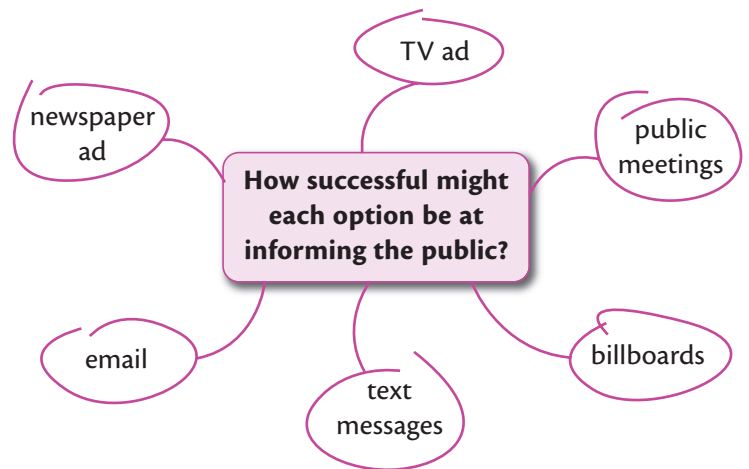 TV ad
newspaper
ad
public
meetings
How successful might
each option be at
informing the public?
email
text
messages
billboards